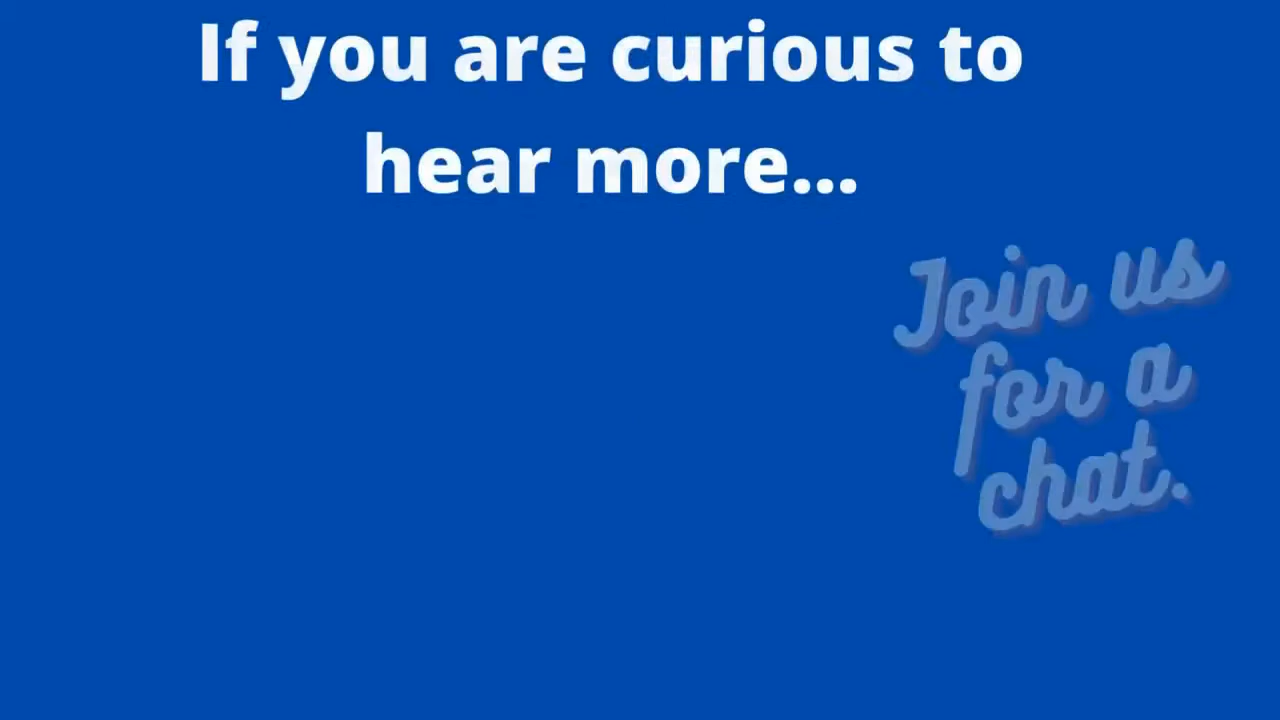 If you are curious to
hear more...
Join us
for a
chat.